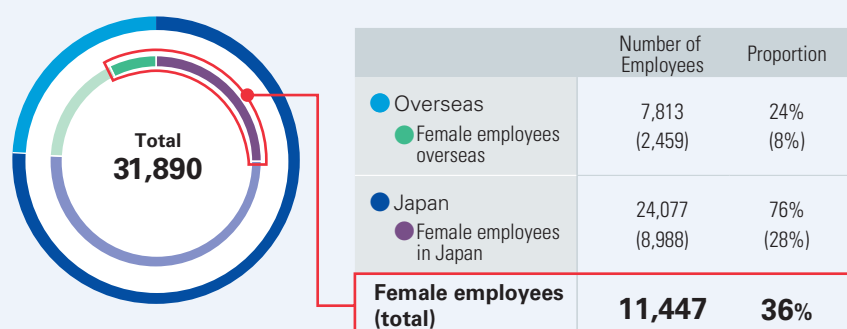 Total
31,890
Number of
Employees
Proportion
Overseas
7,813
24%
Female employees
overseas
(2,459)
(8%)
Japan
24,077
76%
Female employees
in Japan
(8,988)
(28%)
Female employees
(total)
11,447
36%